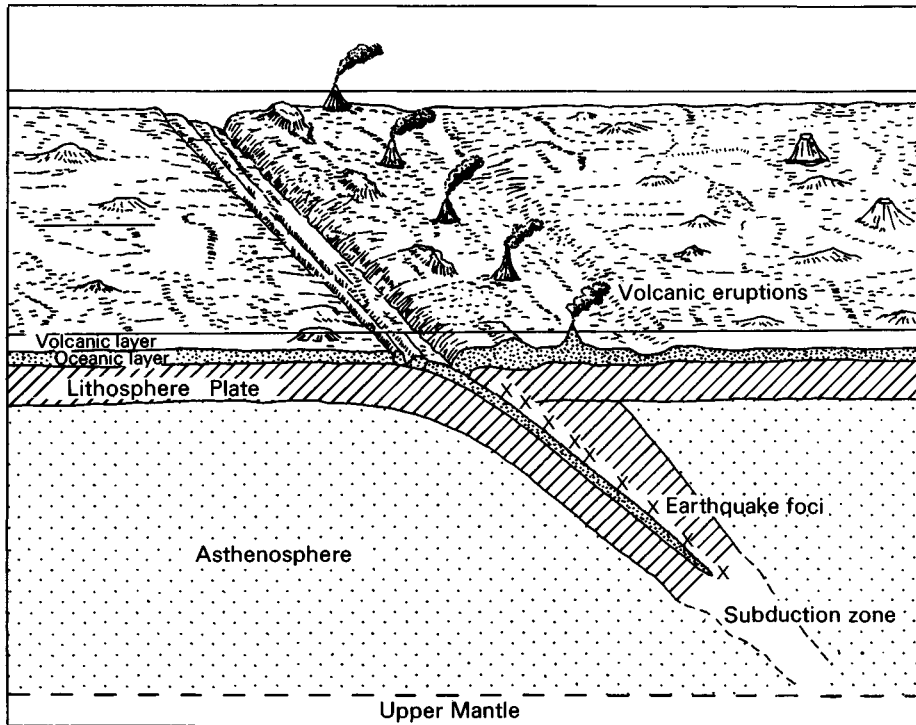 Volcanic eruptions
Volcanic layer
Oceanic layer
Lithosphere Plate
Earthquake foci
Asthenosphere
Subduction zone
Upper Mantle